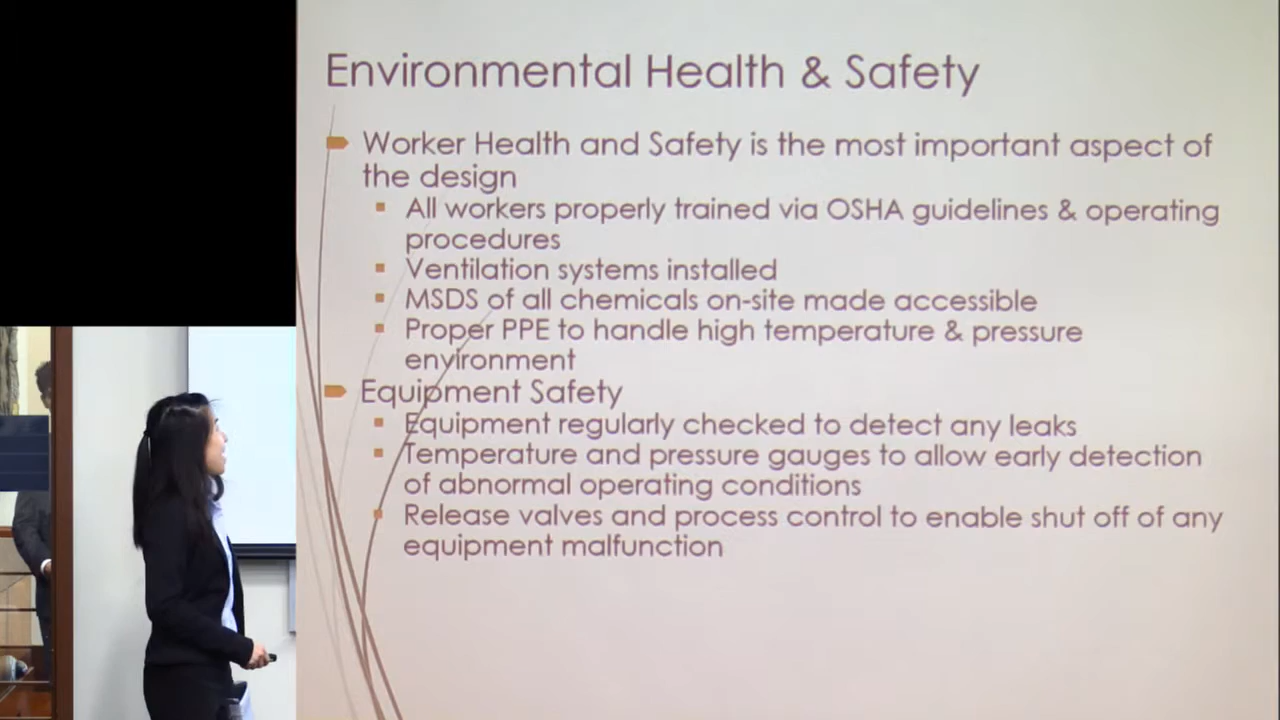 Environmental Health & Safety
Worker Health and Safety is the most important aspect of
the design
All workers properly trained via OSHA guidelines & operating
procedures
Ventilation systems installed
MSDS of all chemicals on-site made accessible
Proper PPE to handle high temperature & pressure
environment
Equipment Safety
Equipment regularly checked to detect any leaks
Temperature and pressure gauges to allow early detection
of abnormal operating conditions
Release valves and process control to enable shut off of any
equipment malfunction